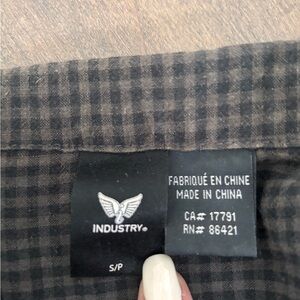 INDUSTRY®
S/P
FABRIQUÉ EN CHINE
MADE IN CHINA
CA# 17791
RN# 86421